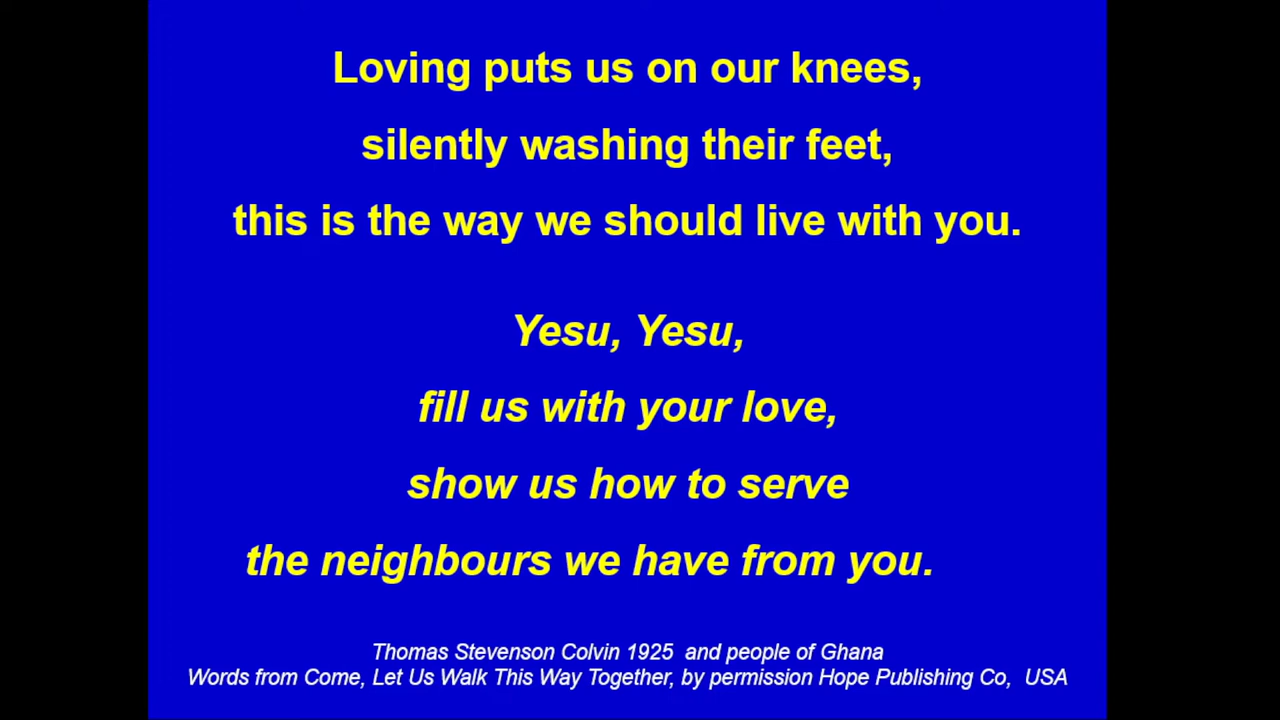 Loving puts us on our knees,
silently washing their feet,
this is the way we should live with you.
Yesu, Yesu,
fill us with your love,
show us how to serve
the neighbours we have from you.
Thomas Stevenson Colvin 1925  and people of Ghana
Words from Come, Let Us Walk This Way Together, by permission Hope Publishing Co,  USA